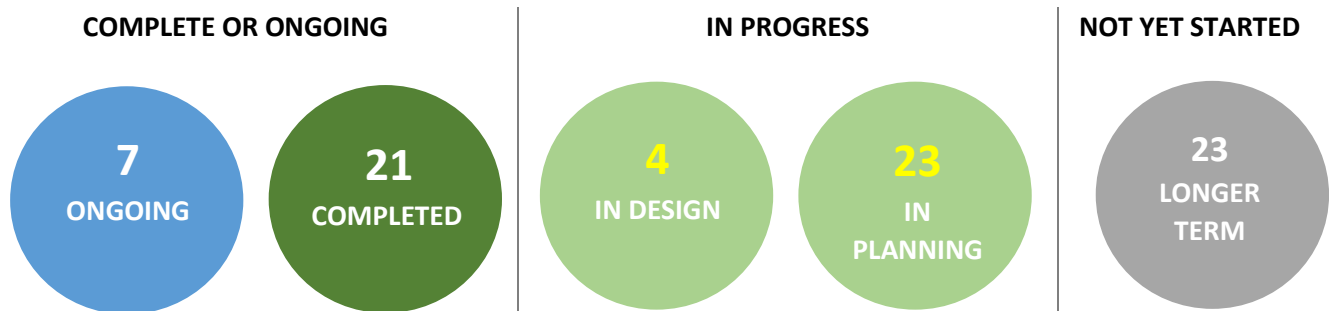 COMPLETE OR ONGOING
7
ONGOING
21
COMPLETED
IN PROGRESS
4
IN DESIGN
23
IN
PLANNING
NOT YET STARTED
23
LONGER
TERM